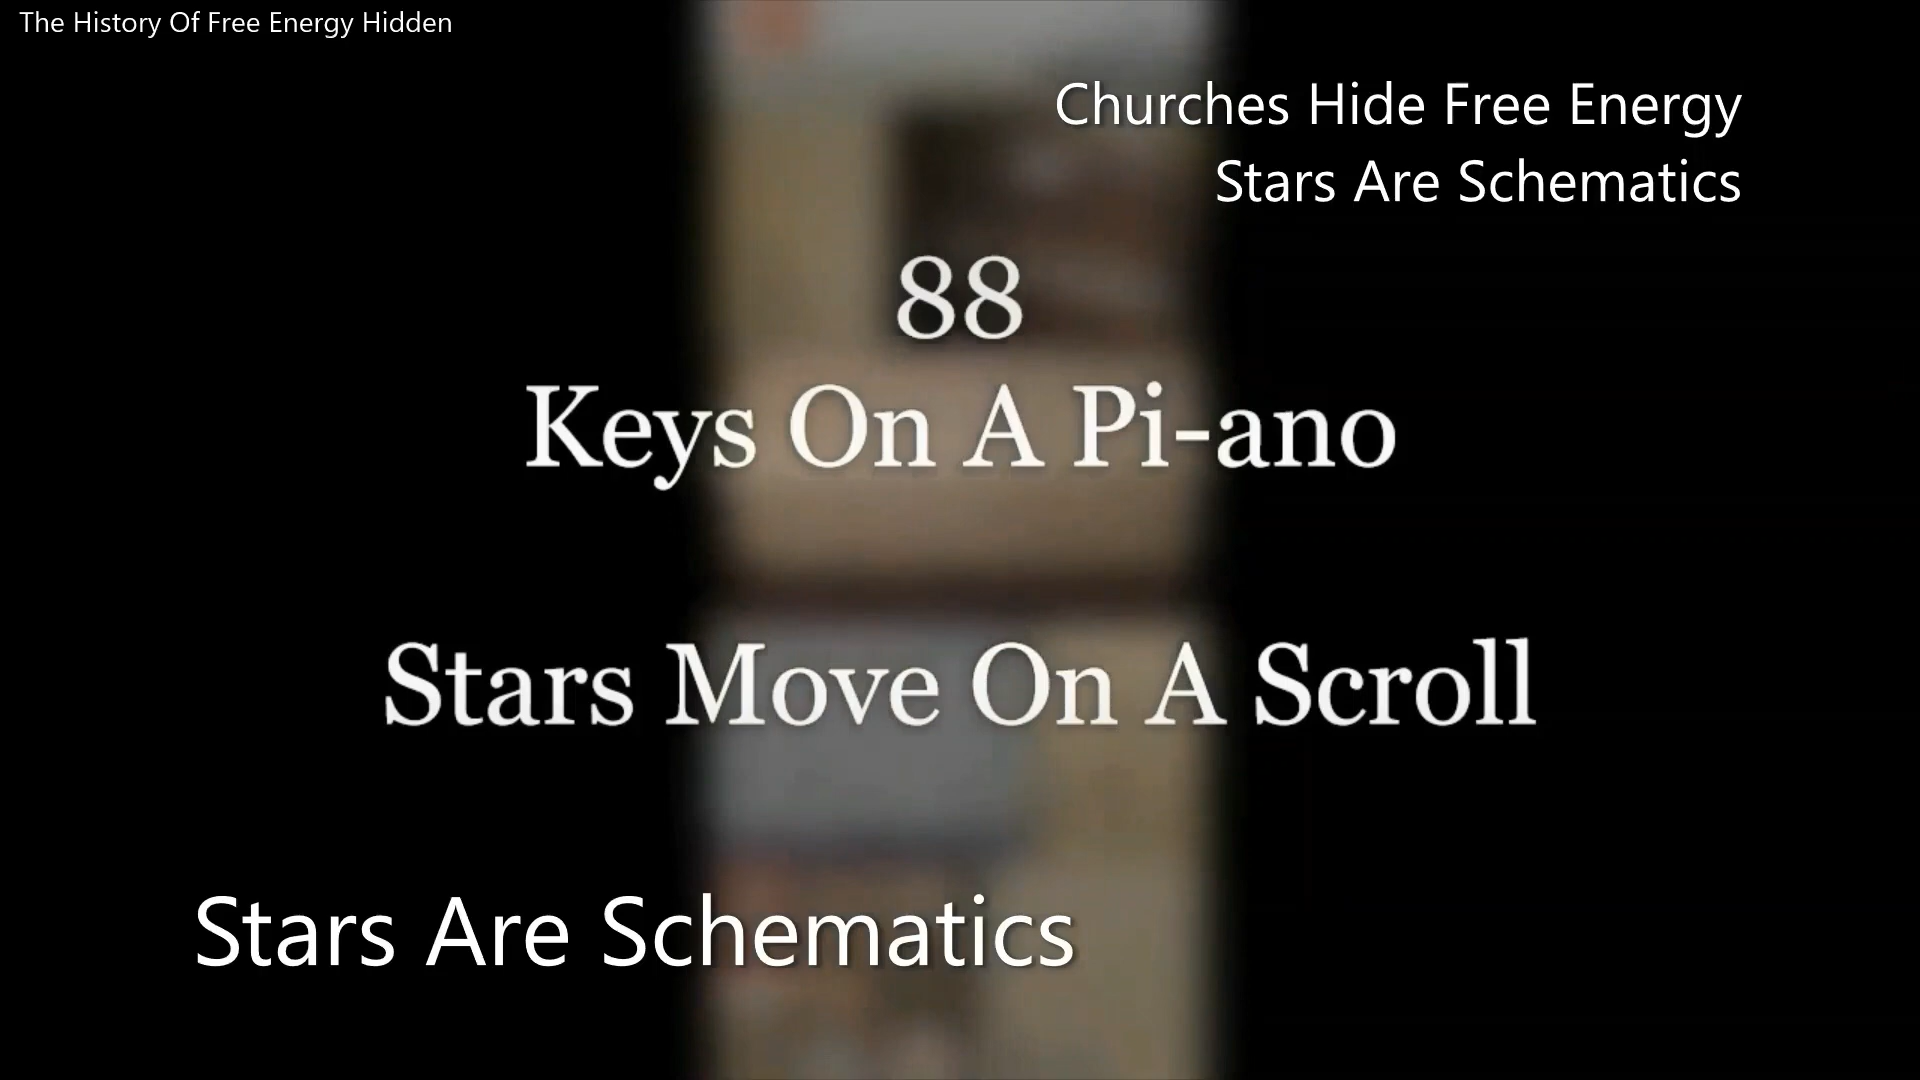 The History Of Free Energy Hidden
Churches Hide Free Energy
Stars Are Schematics
88
Keys On A Pi-ano
Stars Move On A Scroll
Stars Are Schematics